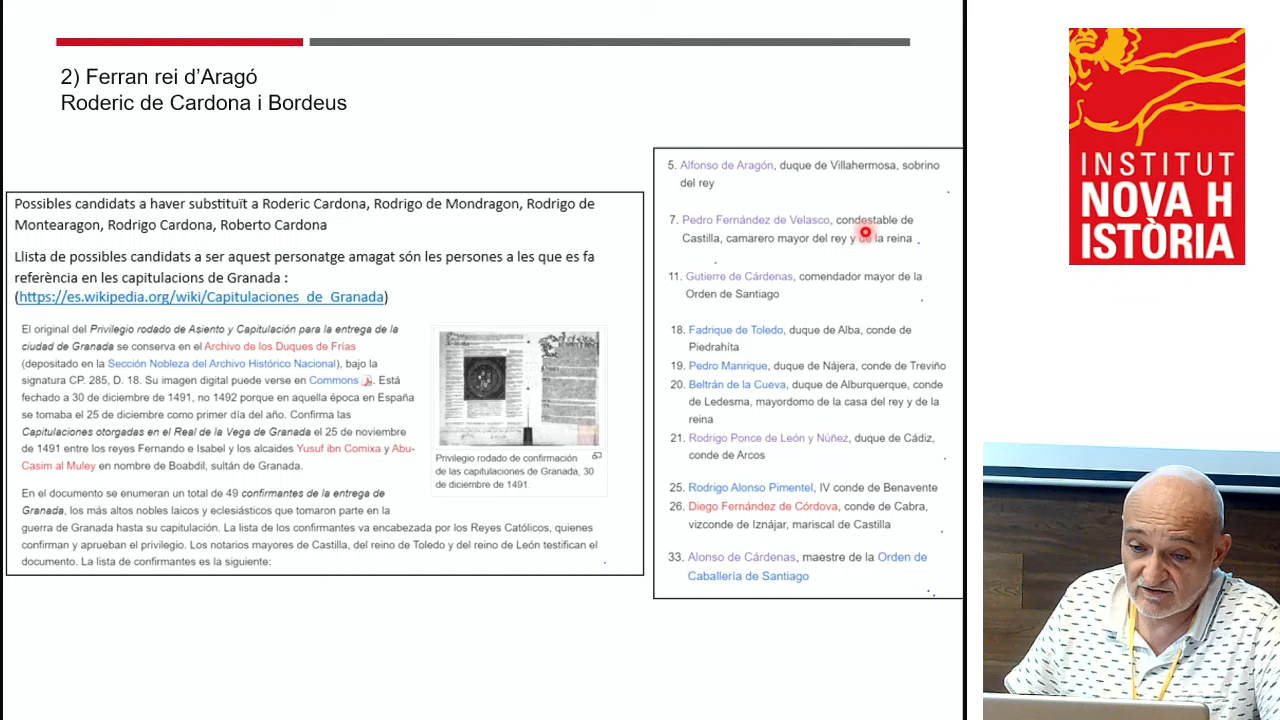 2) Ferran rei d'Aragó
Roderic de Cardona i Bordeus
Possibles candidats a haver substituït a Roderic Cardona, Rodrigo de Mondragon, Rodrigo de
Montearagon, Rodrigo Cardona, Roberto Cardona
Llista de possibles candidats a ser aquest personatge amagat són les persones a les que es fa
referència en les capitulacions de Granada :
(https://es.wikipedia.org/wiki/Capitulaciones_de_Granada)
El original del Privilegio rodado de Asiento y Capitulación para la entrega de la
ciudad de Granada se conserva en el Archivo de los Duques de Frías
(depositado en la Sección Nobleza del Archivo Histórico Nacional), bajo la
signatura CP. 285, D. 18. Su imagen digital puede verse en Commons. Está
fechado a 30 de diciembre de 1491, no 1492 porque en aquella época en España
se tomaba el 25 de diciembre como primer día del año. Confirma las
Capitulaciones otorgadas en el Real de la Vega de Granada el 25 de noviembre
de 1491 entre los reyes Fernando e Isabel y los alcaides Yusuf ibn Comixa y Abu-
Casim al Muley en nombre de Boabdil, sultán de Granada.
En el documento se enumeran un total de 49 confirmantes de la entrega de
Granada, los más altos nobles laicos y eclesiásticos que tomaron parte en la
guerra de Granada hasta su capitulación. La lista de los confirmantes va encabezada por los Reyes Católicos, quienes
confirman y aprueban el privilegio. Los notarios mayores de Castilla, del reino de Toledo y del reino de León testifican el
documento. La lista de confirmantes es la siguiente:
Privilegio rodado de confirmación
de las capitulaciones de Granada, 30
de diciembre de 1491.
5. Alfonso de Aragón, duque de Villahermosa, sobrino
del rey
7. Pedro Fernández de Velasco, condestable de
Castilla, camarero mayor del rey y de la reina
11. Gutierre de Cárdenas, comendador mayor de la
Orden de Santiago
18. Fadrique de Toledo, duque de Alba, conde de
Piedrahíta
19. Pedro Manrique, duque de Nájera, conde de Treviño
20. Beltrán de la Cueva, duque de Alburquerque, conde
de Ledesma, mayordomo de la casa del rey y de la
reina
21. Rodrigo Ponce de León y Núñez, duque de Cádiz,
conde de Arcos
25. Rodrigo Alonso Pimentel, IV conde de Benavente
26. Diego Fernández de Córdova, conde de Cabra,
vizconde de Iznájar, mariscal de Castilla
33. Alonso de Cárdenas, maestre de la Orden de
Caballería de Santiago
INSTITUT
NOVA H
ISTÒRIA